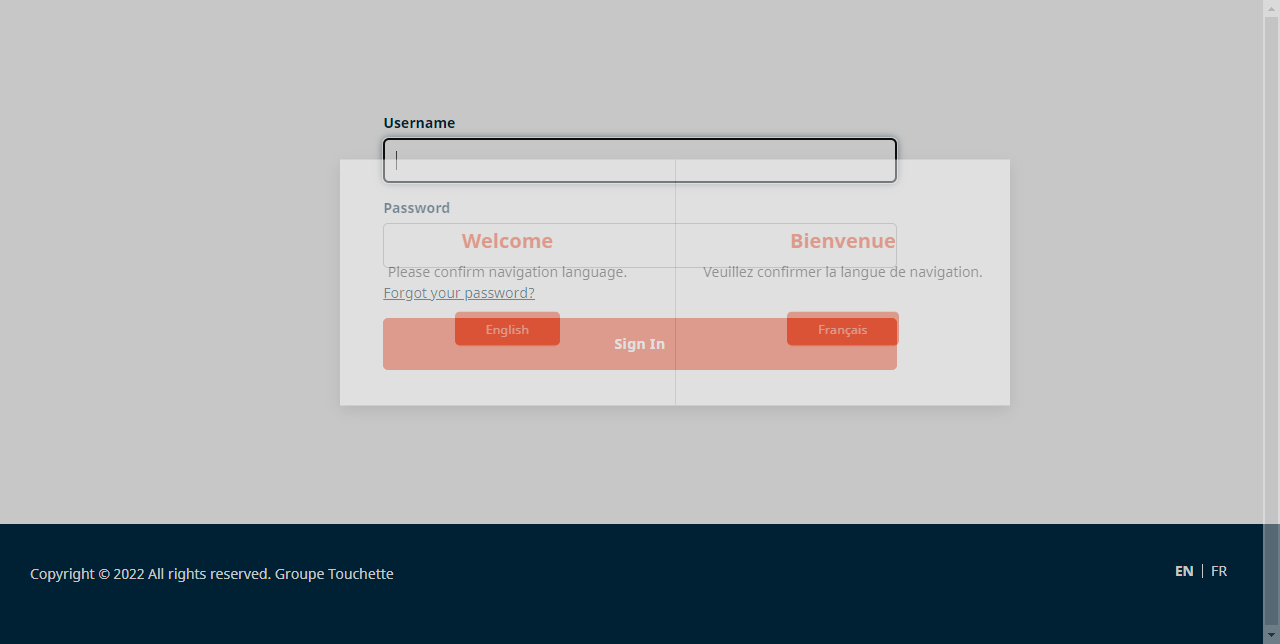 Username
Password
Welcome
Bienvenue
Please confirm navigation language.
Veuillez confirmer la langue de navigation.
Forgot your password?
English
Français
Sign In
Copyright © 2022 All rights reserved. Groupe Touchette
EN | FR